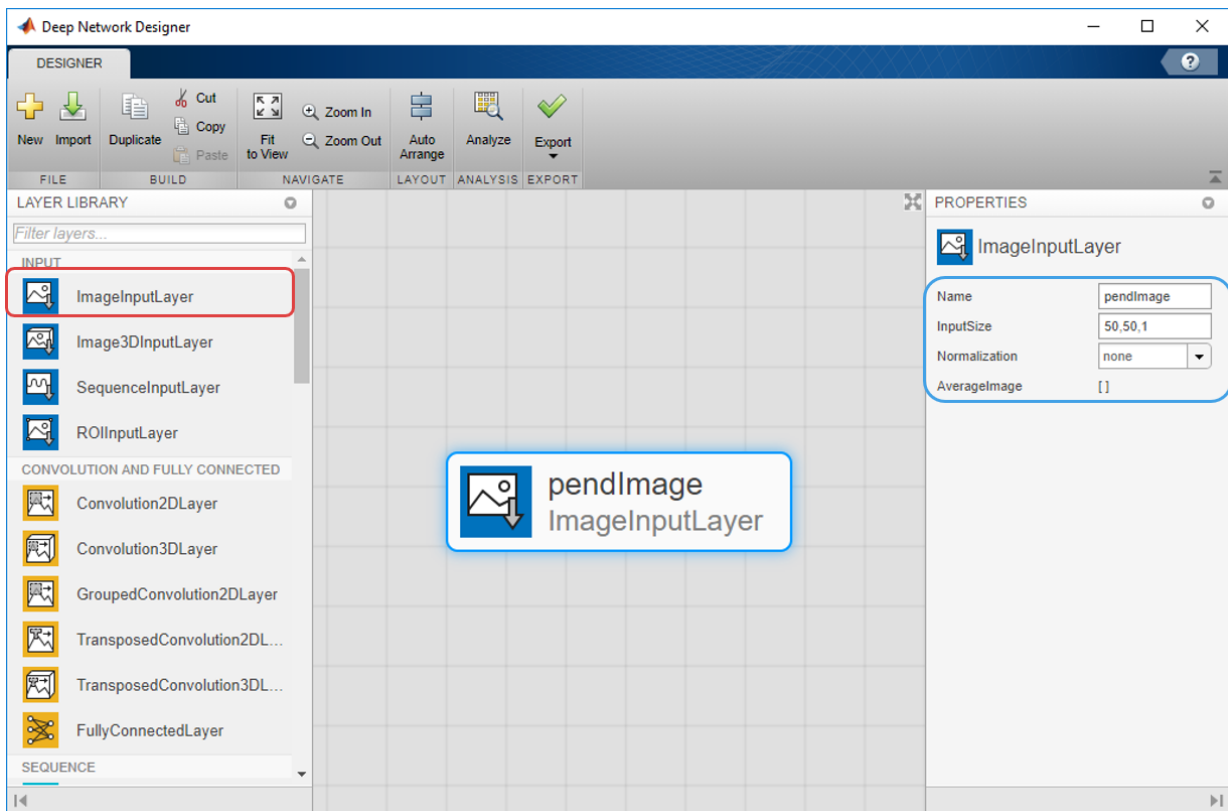 Deep Network Designer
DESIGNER
?
New
Import
Duplicate
Cut
Copy
Paste
Fit
to View
Zoom In
Zoom Out
Auto
Arrange
Analyze
Export
FILE
BUILD
NAVIGATE
LAYOUT
ANALYSIS
EXPORT
LAYER LIBRARY
Filter layers...
INPUT
ImageInputLayer
Image3DInputLayer
SequenceInputLayer
ROIInputLayer
CONVOLUTION AND FULLY CONNECTED
Convolution2DLayer
Convolution3DLayer
GroupedConvolution2DLayer
TransposedConvolution2DL...
TransposedConvolution3DL...
FullyConnectedLayer
SEQUENCE
pendImage
ImageInputLayer
PROPERTIES
ImageInputLayer
Name pendImage
InputSize 50,50,1
Normalization none
AverageImage []